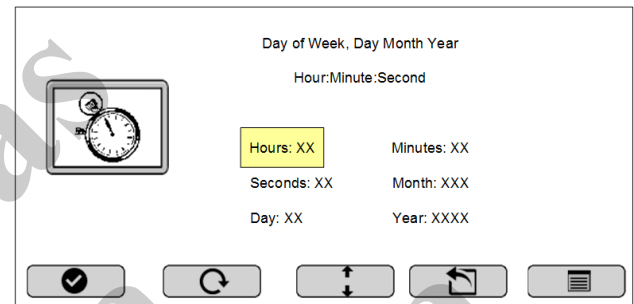 Day of Week, Day Month Year
Hour:Minute:Second
Hours: XX Minutes: XX
Seconds: XX Month: XXX
Day: XX Year: XXXX